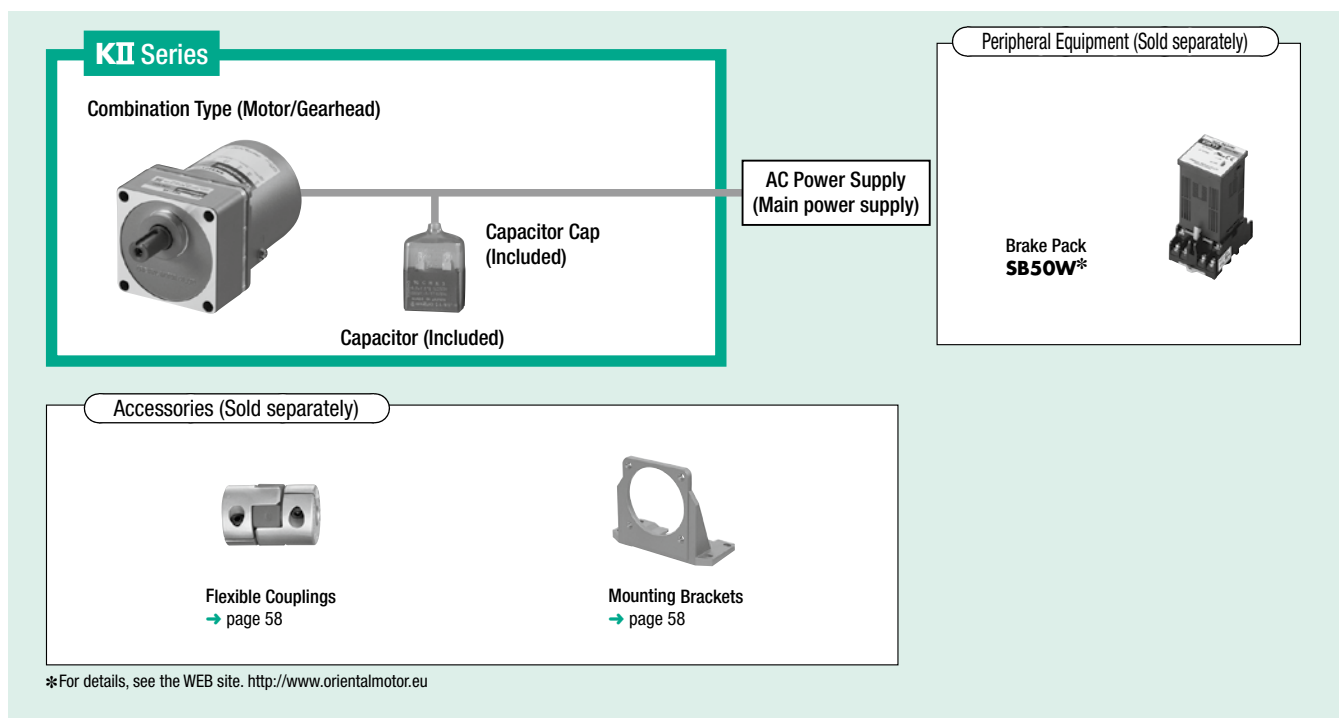 KII Series
Combination Type (Motor/Gearhead)
Capacitor Cap
(Included)
Capacitor (Included)
AC Power Supply
(Main power supply)
Peripheral Equipment (Sold separately)
Brake Pack
SB50W*
Accessories (Sold separately)
Flexible Couplings
→ page 58
Mounting Brackets
→ page 58
*For details, see the WEB site. http://www.orientalmotor.eu